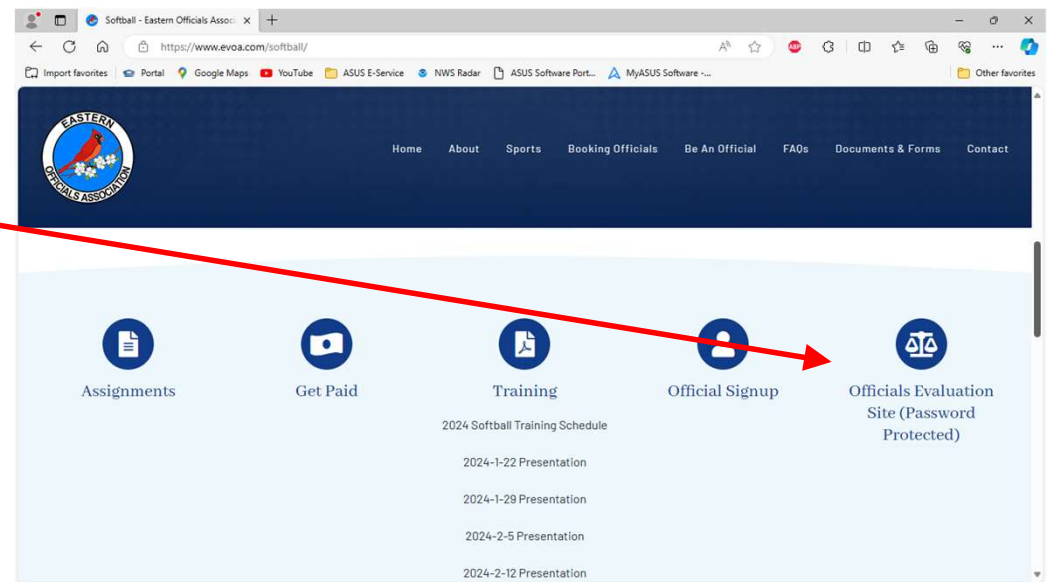 Softball - Eastern Officials Assoc
https://www.evoa.com/softball/
Import favorites Portal Google Maps YouTube ASUS E-Service NWS Radar ASUS Software Port... MyASUS Software -... Other favorites
EASTERN
OFFICIALS ASSOCIATION
Home About Sports Booking Officials Be An Official FAQs Documents & Forms Contact
Assignments
Get Paid
Training
2024 Softball Training Schedule
2024-1-22 Presentation
2024-1-29 Presentation
2024-2-5 Presentation
2024-2-12 Presentation
Official Signup
Officials Evaluation
Site (Password
Protected)